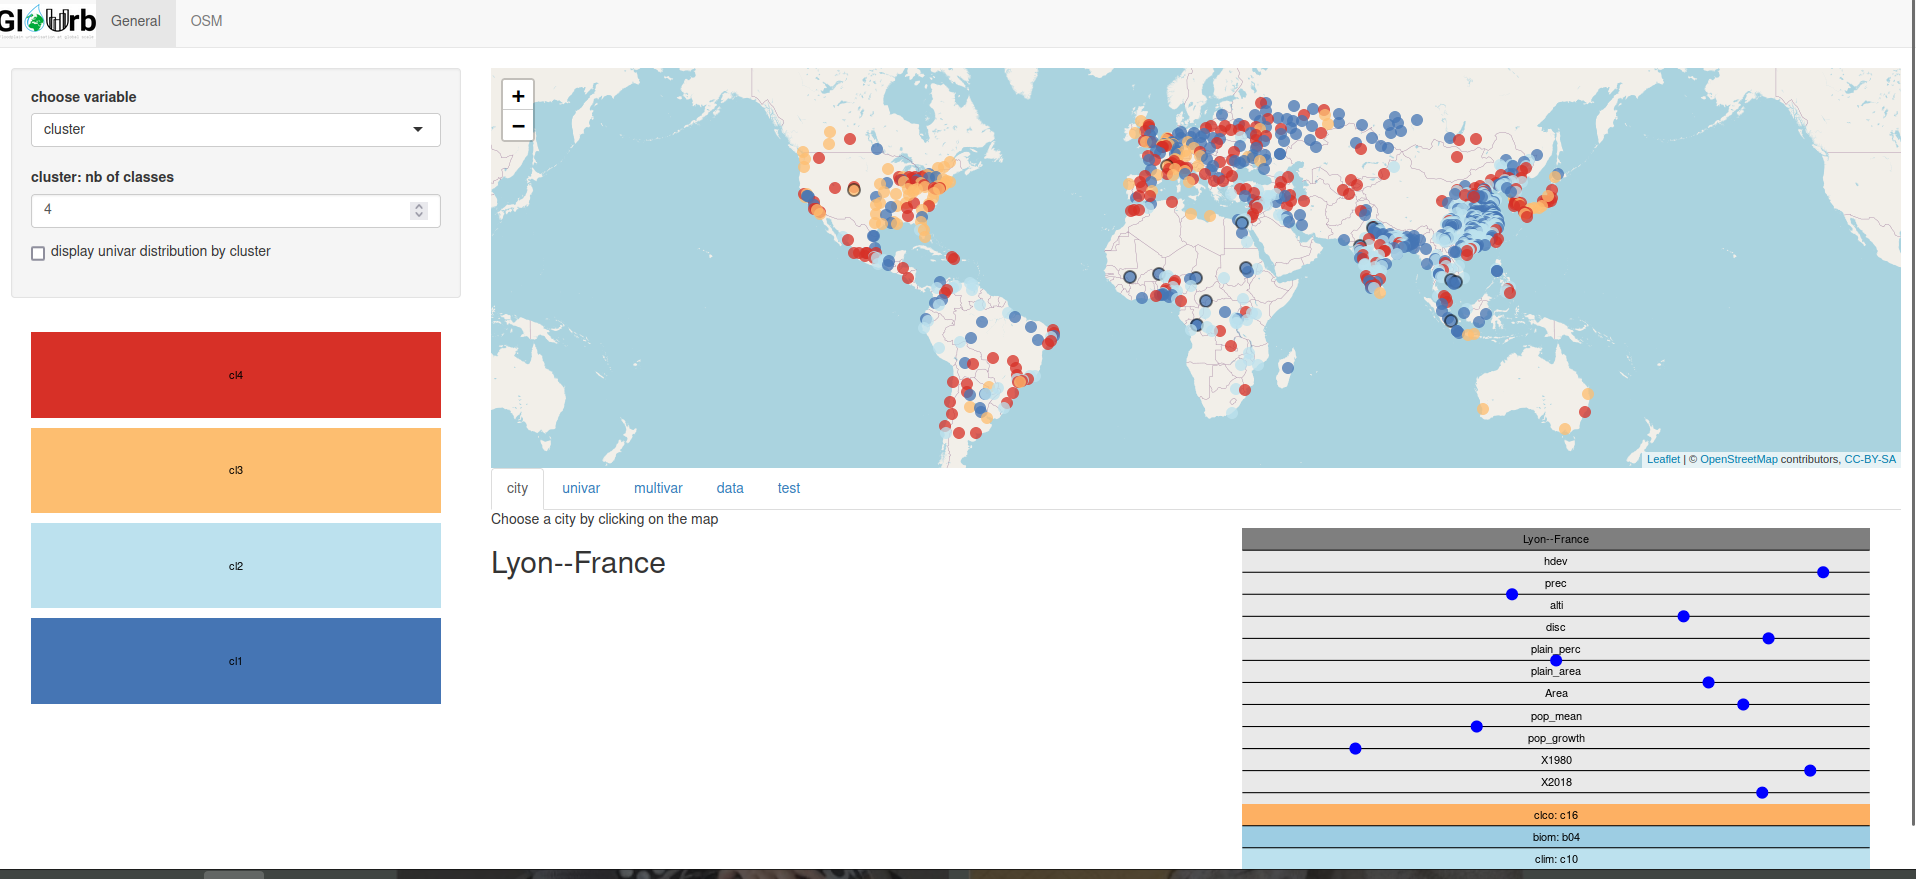 GloUrb
General
OSM
choose variable
cluster
cluster: nb of classes
4
display univar distribution by cluster
cl4
cl3
cl2
cl1
+
−
Leaflet | © OpenStreetMap contributors, CC-BY-SA
city
univar
multivar
data
test
Choose a city by clicking on the map
Lyon--France
Lyon--France
hdev
prec
alti
disc
plain_perc
plain_area
Area
pop_mean
pop_growth
X1980
X2018
clco: c16
biom: b04
clim: c10